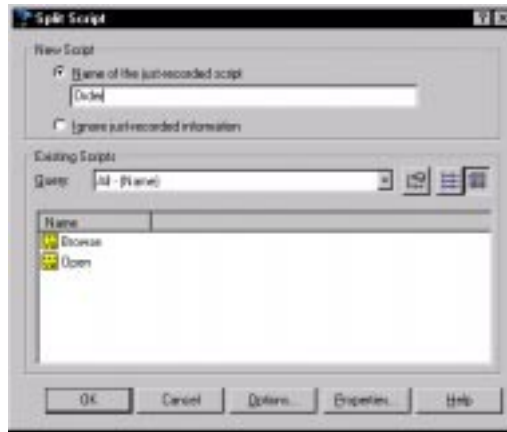 Split Script
New Script
Name of the just-recorded script
Order
Ignore just-recorded information
Existing Scripts
Query: All - (Name)
Name
Browse
Open
OK Cancel Options... Properties... Help